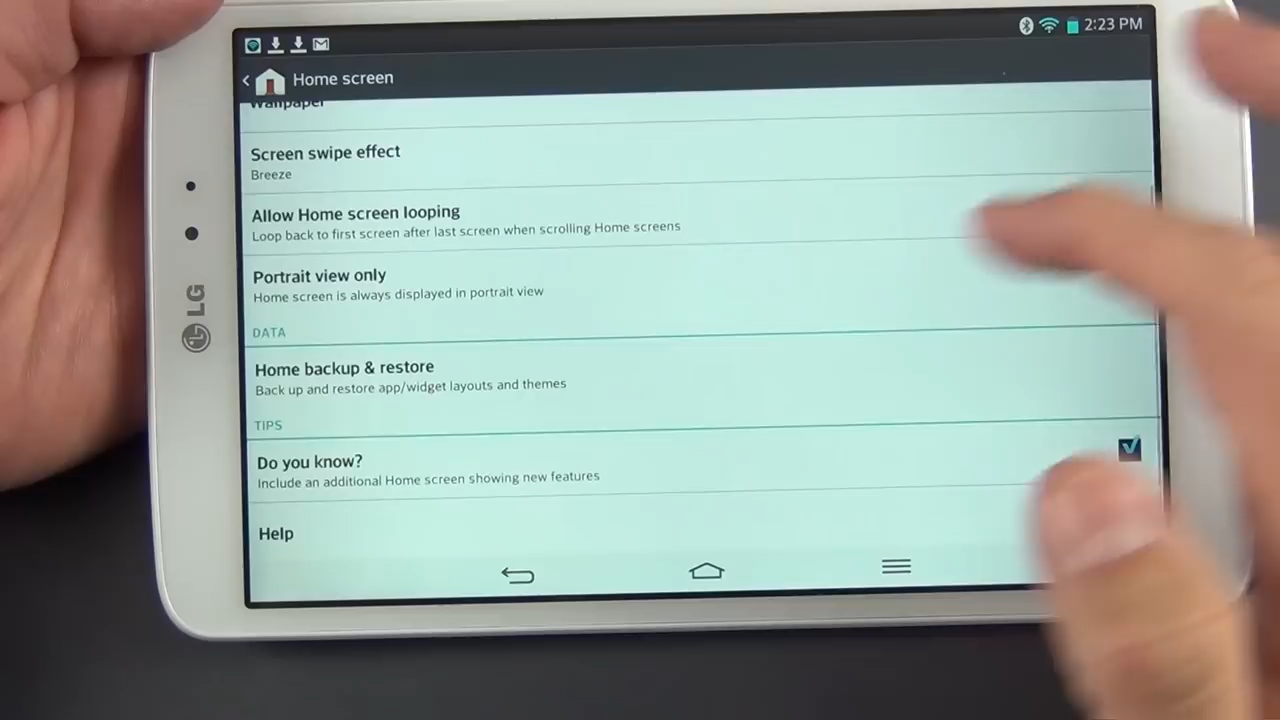 2:23 PM
Home screen
Wallpaper
Screen swipe effect
Breeze
Allow Home screen looping
Loop back to first screen after last screen when scrolling Home screens
Portrait view only
Home screen is always displayed in portrait view
DATA
Home backup & restore
Back up and restore app/widget layouts and themes
TIPS
Do you know?
Include an additional Home screen showing new features
Help
LG